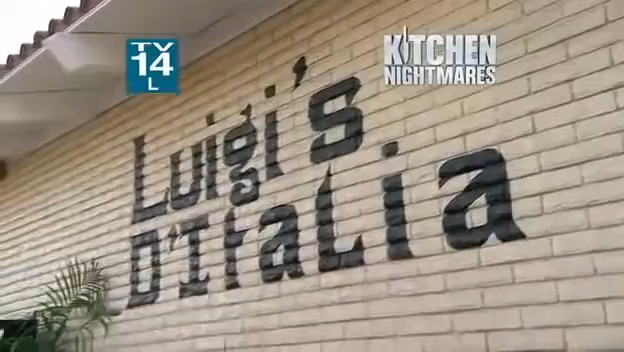 TV
14
L
KITCHEN
NIGHTMARES
Luigi's
D'Italia